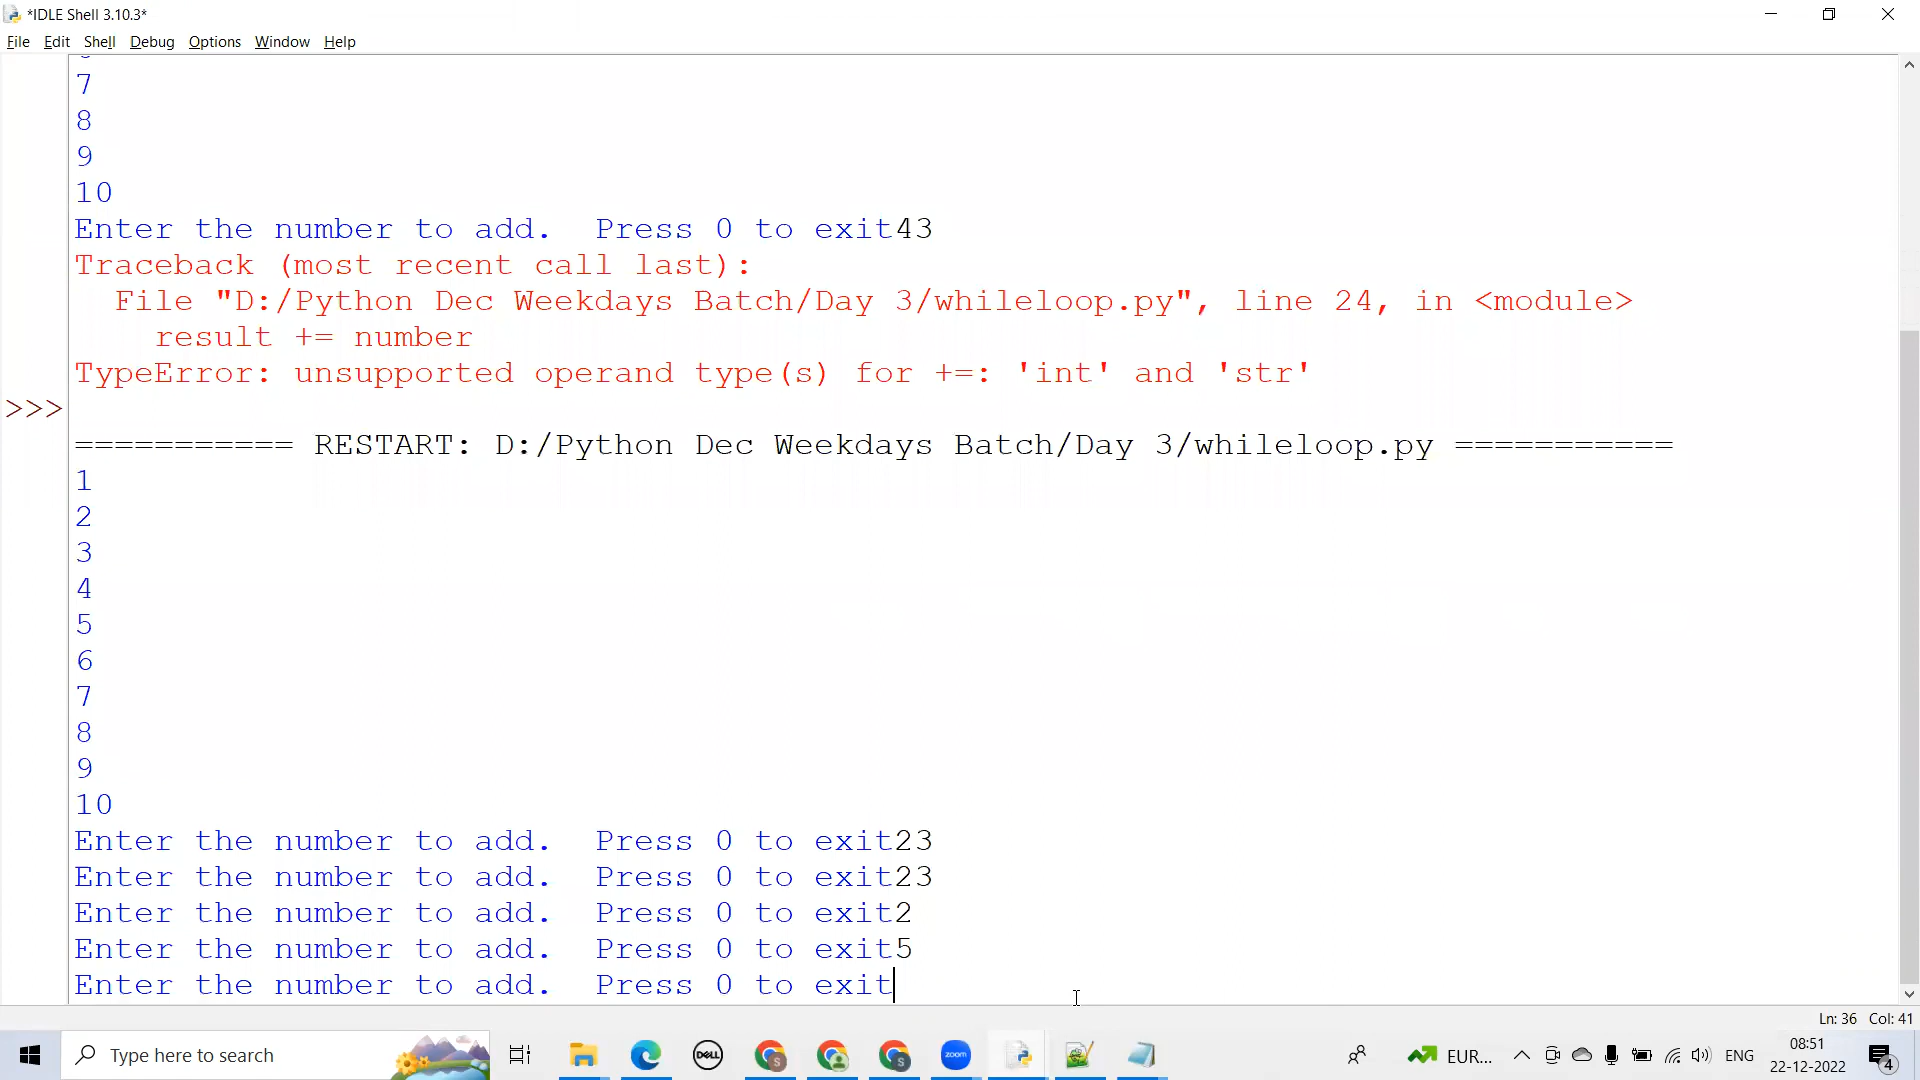 *IDLE Shell 3.10.3*
File Edit Shell Debug Options Window Help
7
8
9
10
Enter the number to add.  Press 0 to exit43
Traceback (most recent call last):
  File "D:/Python Dec Weekdays Batch/Day 3/whileloop.py", line 24, in <module>
    result += number
TypeError: unsupported operand type(s) for +=: 'int' and 'str'
>>>
=========== RESTART: D:/Python Dec Weekdays Batch/Day 3/whileloop.py ===========
1
2
3
4
5
6
7
8
9
10
Enter the number to add.  Press 0 to exit23
Enter the number to add.  Press 0 to exit23
Enter the number to add.  Press 0 to exit2
Enter the number to add.  Press 0 to exit5
Enter the number to add.  Press 0 to exit
Ln: 36 Col: 41
Type here to search
DELL
S
S
zoom
EUR...
ENG
08:51
22-12-2022
4